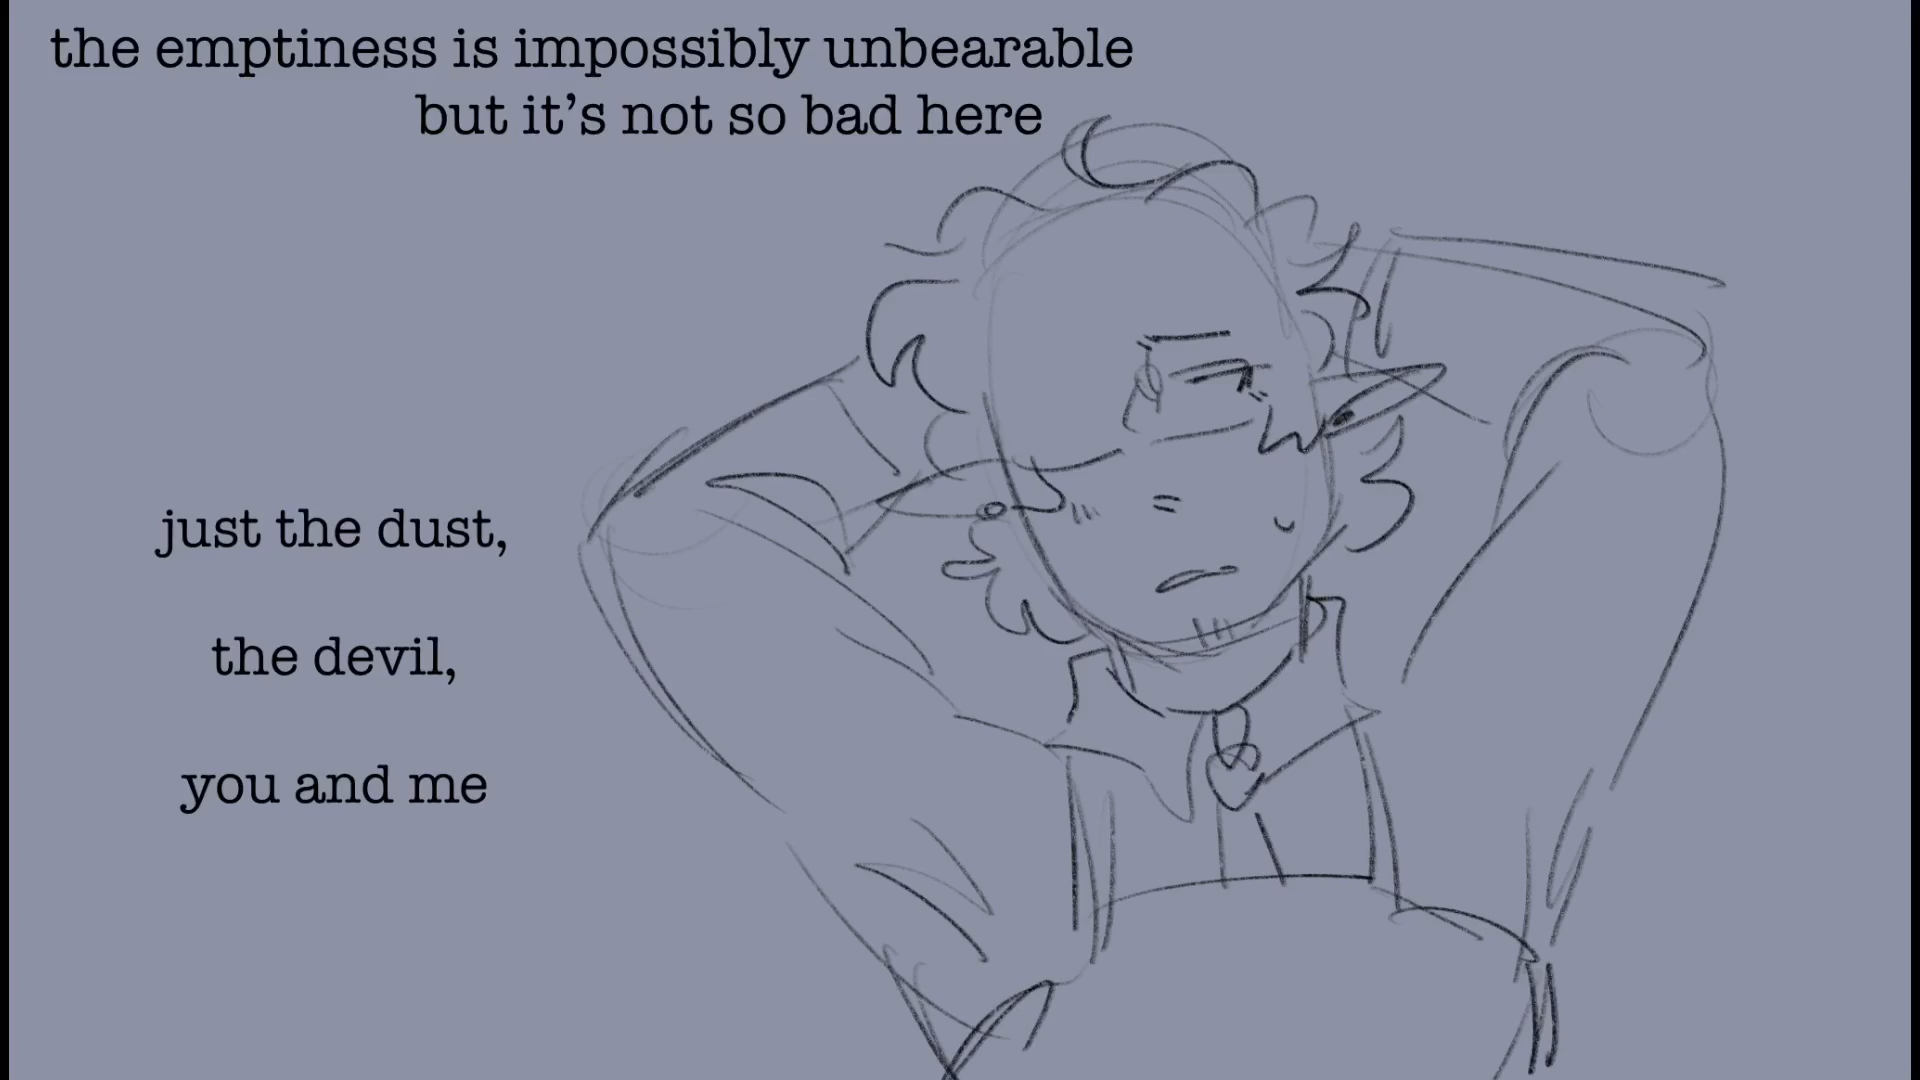 the emptiness is impossibly unbearable
but it's not so bad here
just the dust,
the devil,
you and me